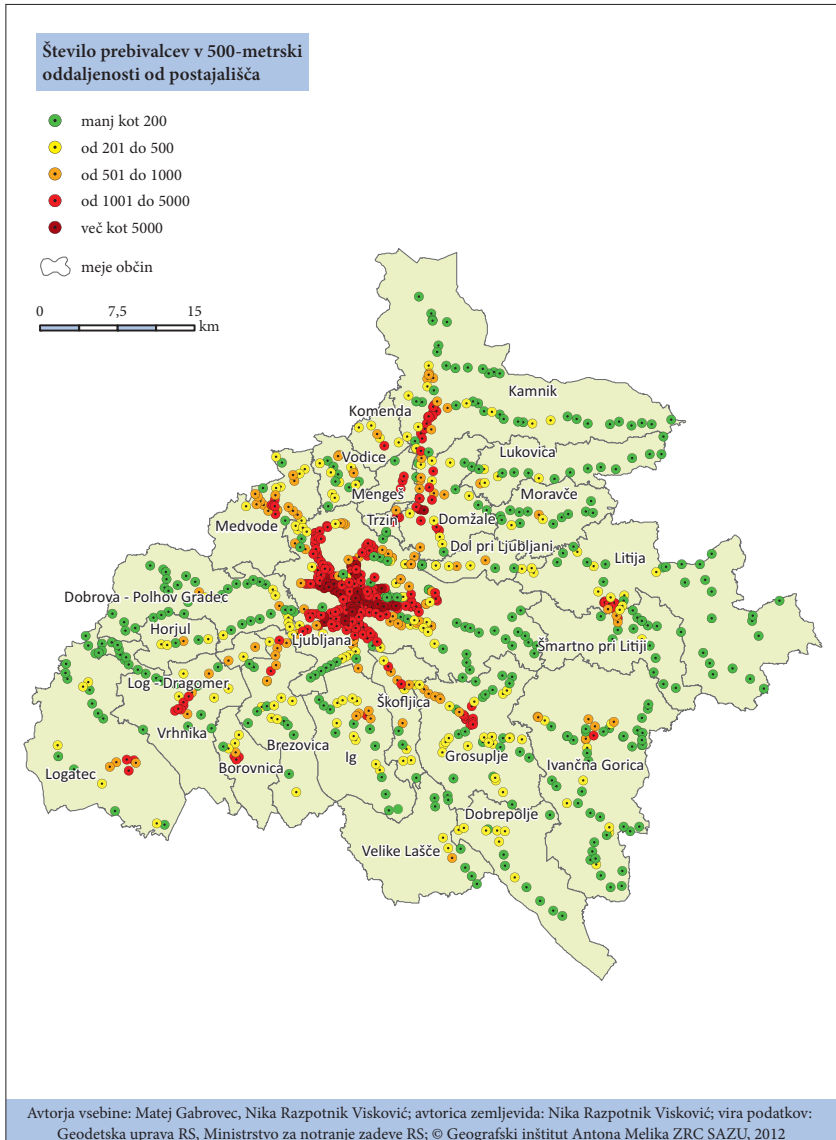 Število prebivalcev v 500-metrski
oddaljenosti od postajališča
manj kot 200
od 201 do 500
od 501 do 1000
od 1001 do 5000
več kot 5000
meje občin
0 7,5 15
km
Kamnik
Komenda
Lukovica
Vodice
Mengeš
Moravče
Medvode
Trzin
Domžale
Dol pri Ljubljani
Litija
Dobrova - Polhov Gradec
Horjul
Ljubljana
Šmartno pri Litiji
Log - Dragomer
Škofljica
Vrhnika
Brezovica
Ig
Grosuplje
Ivančna Gorica
Logatec
Borovnica
Dobrepolje
Velike Lašče
Avtorja vsebine: Matej Gabrovec, Nika Razpotnik Visković; avtorica zemljevida: Nika Razpotnik Visković; vira podatkov:
Geodetska uprava RS, Ministrstvo za notranje zadeve RS; © Geografski inštitut Antona Melika ZRC SAZU, 2012